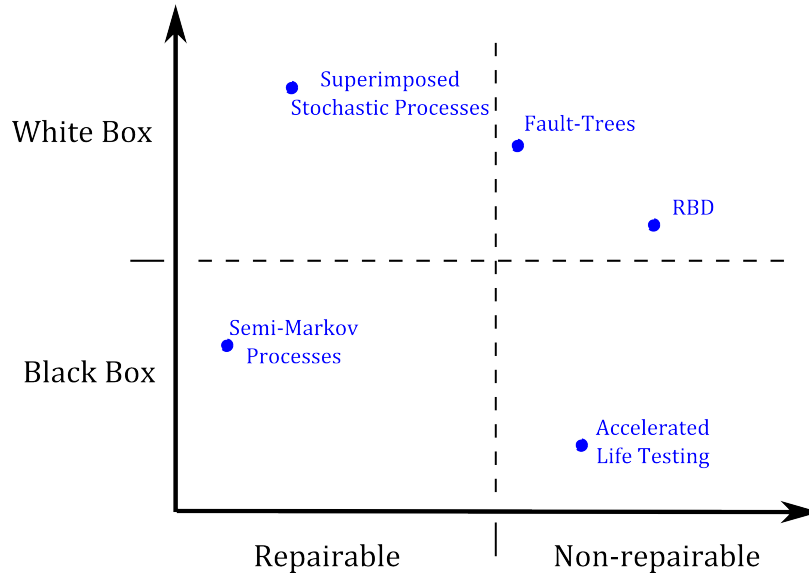 Superimposed
Stochastic Processes
Fault-Trees
White Box
RBD
Semi-Markov
Processes
Black Box
Accelerated
Life Testing
Repairable
Non-repairable